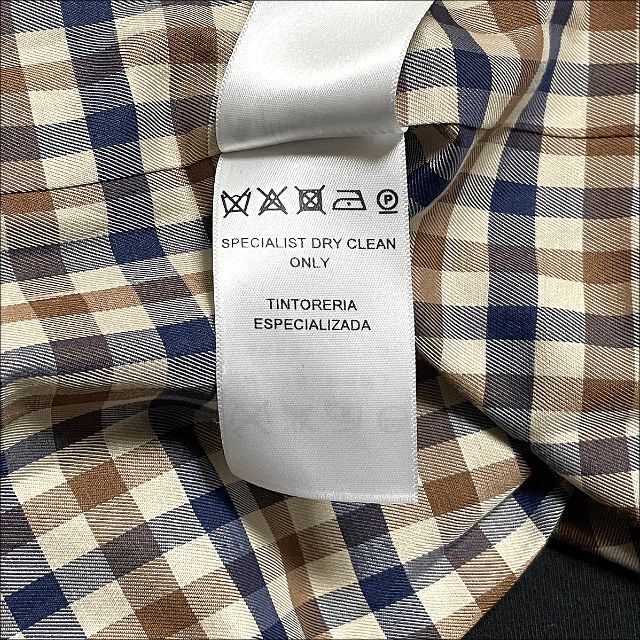 P
SPECIALIST DRY CLEAN
ONLY
TINTORERIA
ESPECIALIZADA